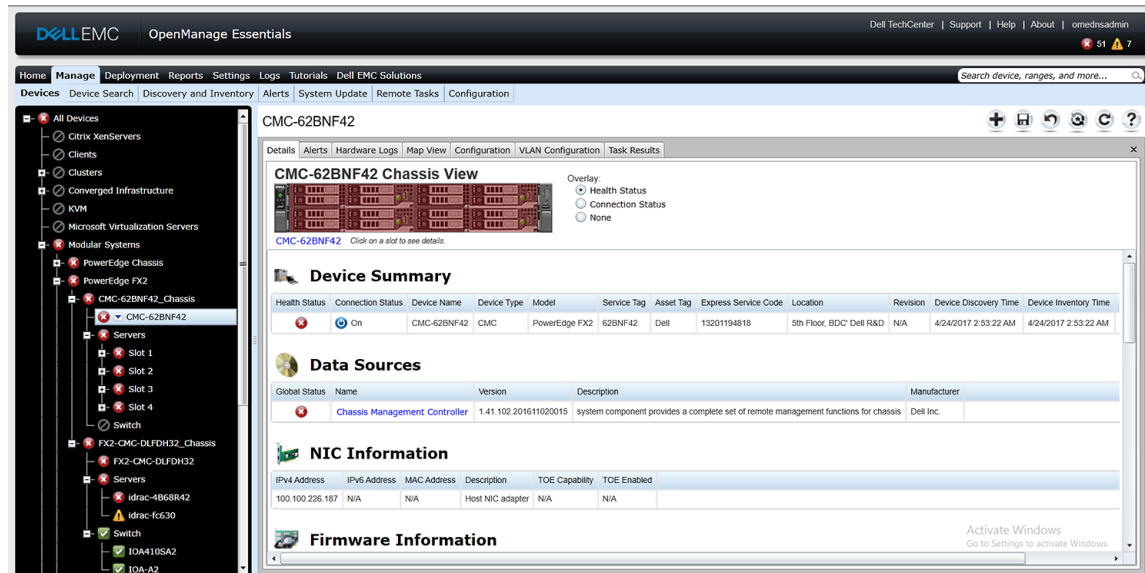 Dell TechCenter | Support | Help | About | omednsadmin
DELLEMC OpenManage Essentials
51 7
Home Manage Deployment Reports Settings Logs Tutorials Dell EMC Solutions
Search device, ranges, and more...
Devices Device Search Discovery and Inventory Alerts System Update Remote Tasks Configuration
All Devices
Citrix XenServers
Clients
Clusters
Converged Infrastructure
KVM
Microsoft Virtualization Servers
Modular Systems
PowerEdge Chassis
PowerEdge FX2
CMC-62BNF42_Chassis
CMC-62BNF42
Servers
Slot 1
Slot 2
Slot 3
Slot 4
Switch
FX2-CMC-DLFDH32_Chassis
FX2-CMC-DLFDH32
Servers
idrac-4B68R42
idrac-fc630
Switch
IOA410SA2
IOA-A2
CMC-62BNF42
Details Alerts Hardware Logs Map View Configuration VLAN Configuration Task Results
CMC-62BNF42 Chassis View
Overlay:
Health Status
Connection Status
None
CMC-62BNF42 Click on a slot to see details.
Device Summary
Health Status Connection Status Device Name Device Type Model Service Tag Asset Tag Express Service Code Location Revision Device Discovery Time Device Inventory Time
On CMC-62BNF42 CMC PowerEdge FX2 62BNF42 Dell 13201194818 5th Floor, BDC' Dell R&D N/A 4/24/2017 2:53:22 AM 4/24/2017 2:53:22 AM
Data Sources
Global Status Name Version Description Manufacturer
Chassis Management Controller 1.41.102.201611020015 system component provides a complete set of remote management functions for chassis Dell Inc.
NIC Information
IPv4 Address IPv6 Address MAC Address Description TOE Capability TOE Enabled
100.100.226.187 N/A N/A Host NIC adapter N/A N/A
Firmware Information
Activate Windows
Go to Settings to activate Windows.